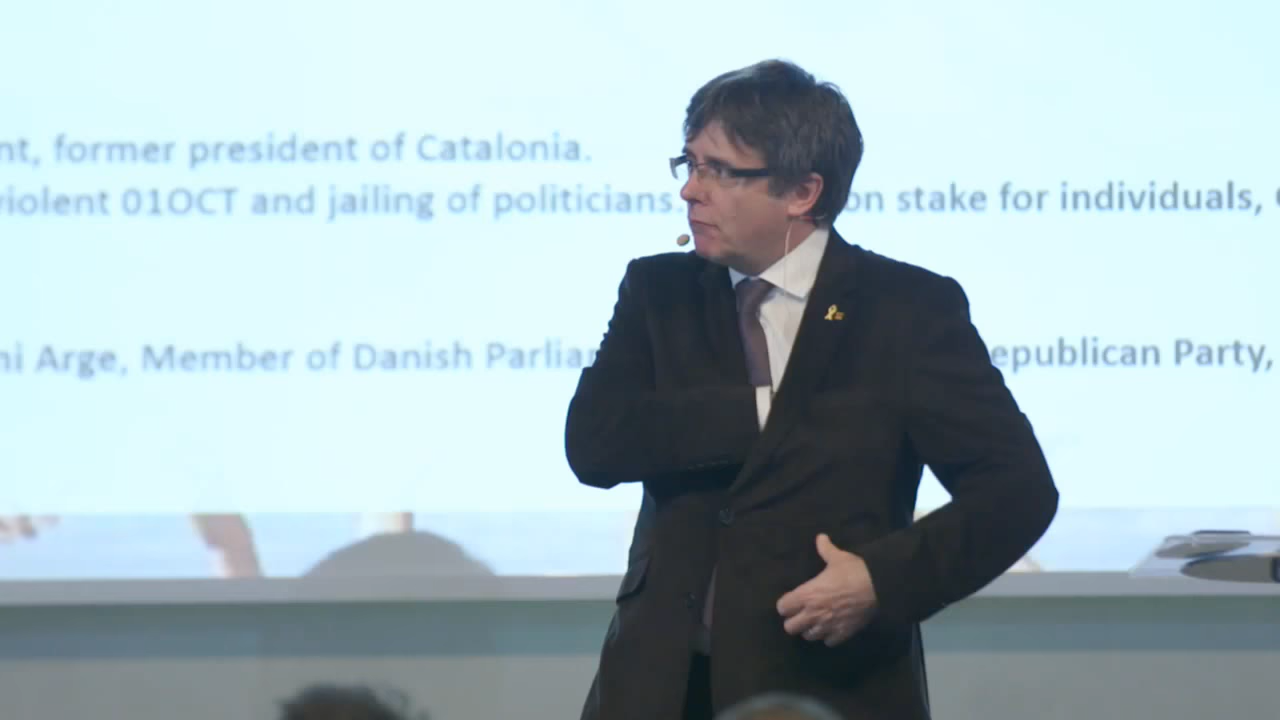 nt, former president of Catalonia.
violent 01OCT and jailing of politicians. on stake for individuals,
ni Arge, Member of Danish Parlia epublican Party,